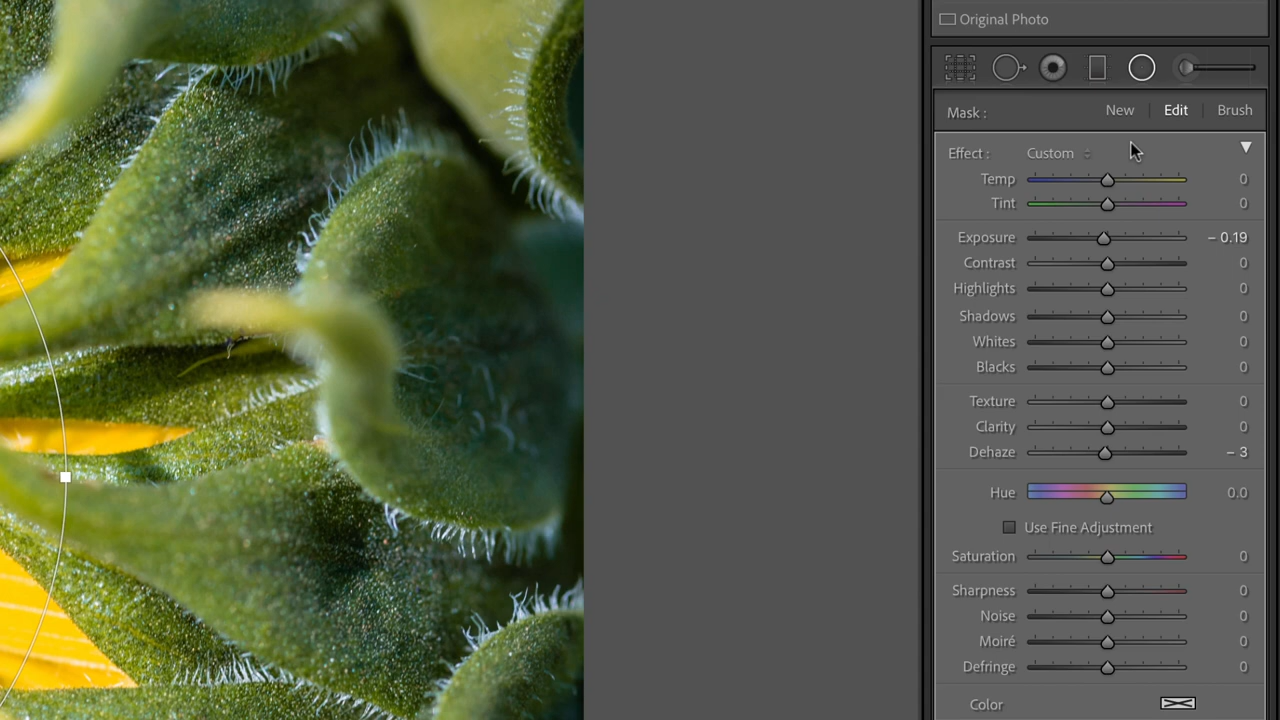 Original Photo
Mask : New Edit Brush
Effect : Custom
Temp 0
Tint 0
Exposure – 0.19
Contrast 0
Highlights 0
Shadows 0
Whites 0
Blacks 0
Texture 0
Clarity 0
Dehaze – 3
Hue 0.0
Use Fine Adjustment
Saturation 0
Sharpness 0
Noise 0
Moiré 0
Defringe 0
Color